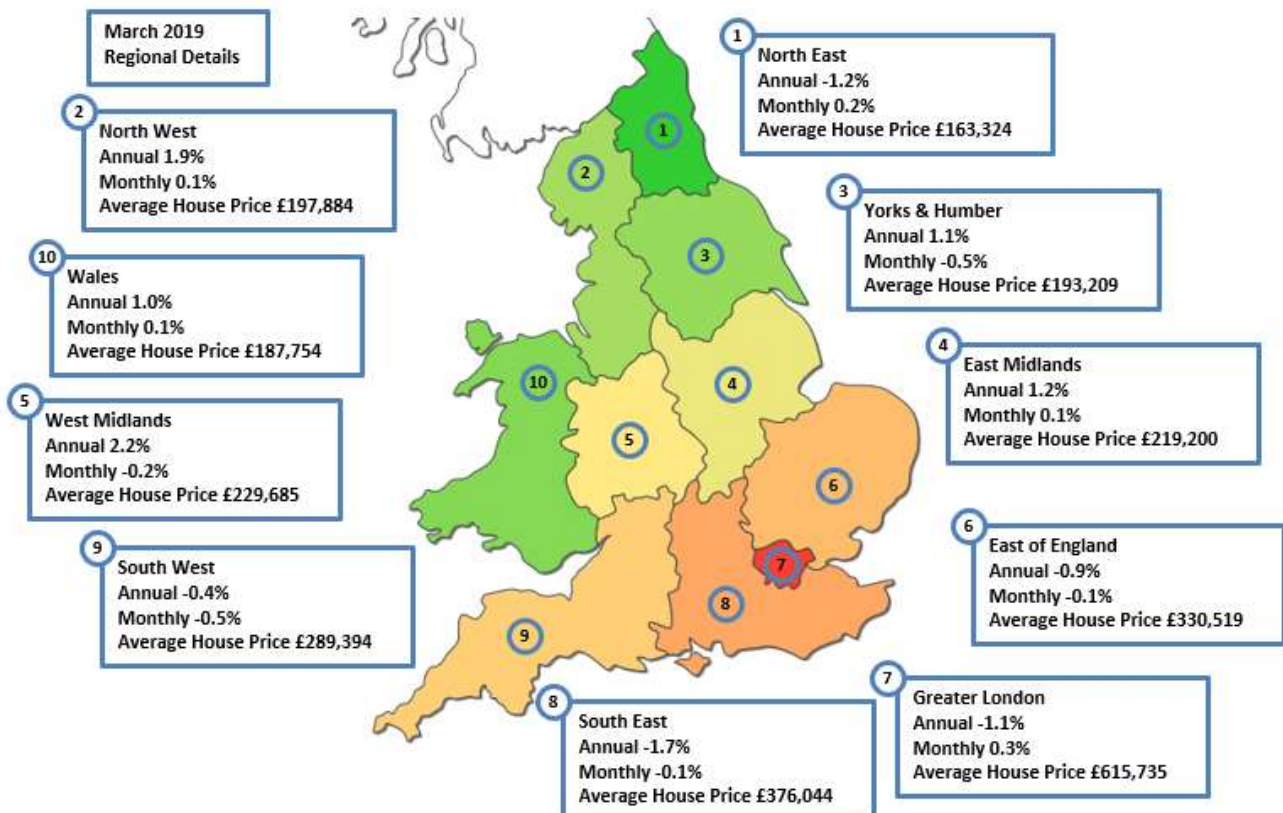 March 2019
Regional Details
1
North East
Annual -1.2%
Monthly 0.2%
Average House Price £163,324
2
North West
Annual 1.9%
Monthly 0.1%
Average House Price £197,884
3
Yorks & Humber
Annual 1.1%
Monthly -0.5%
Average House Price £193,209
10
Wales
Annual 1.0%
Monthly 0.1%
Average House Price £187,754
4
East Midlands
Annual 1.2%
Monthly 0.1%
Average House Price £219,200
5
West Midlands
Annual 2.2%
Monthly -0.2%
Average House Price £229,685
6
East of England
Annual -0.9%
Monthly -0.1%
Average House Price £330,519
9
South West
Annual -0.4%
Monthly -0.5%
Average House Price £289,394
7
Greater London
Annual -1.1%
Monthly 0.3%
Average House Price £615,735
8
South East
Annual -1.7%
Monthly -0.1%
Average House Price £376,044
1
2
3
10
4
5
6
7
8
9